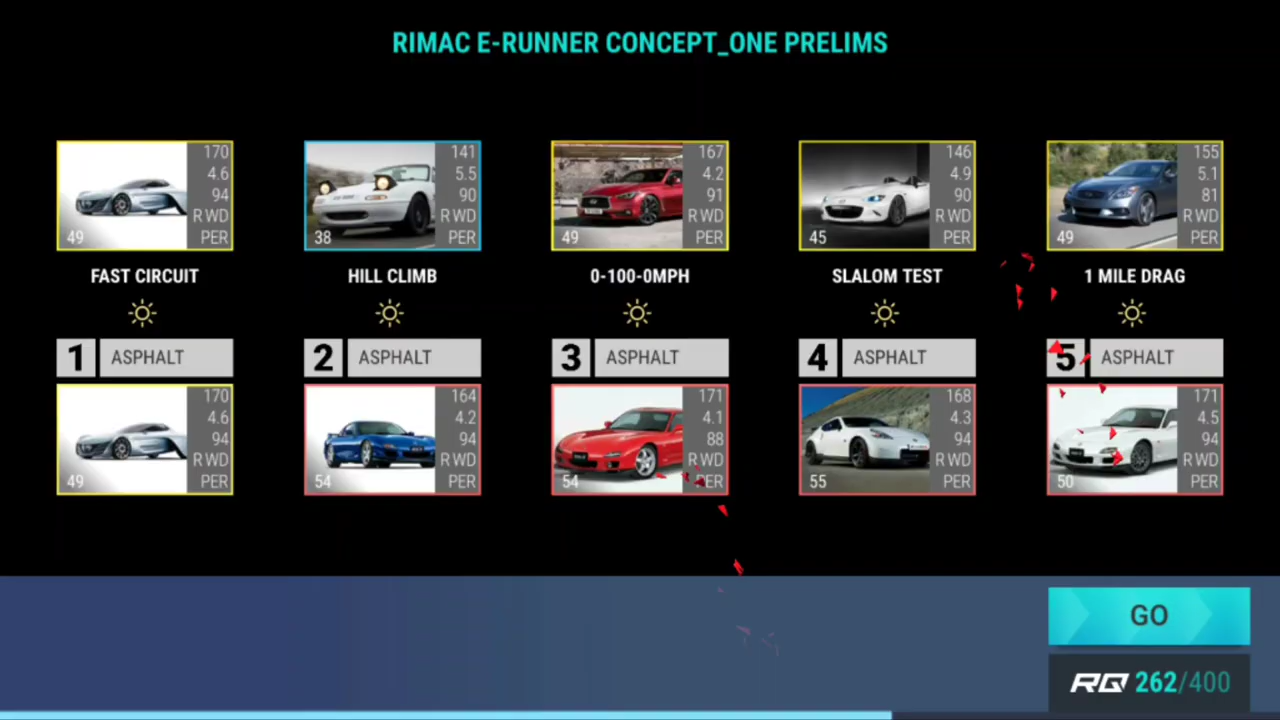 RIMAC E-RUNNER CONCEPT_ONE PRELIMS
170
4.6
94
RWD
49
PER
141
5.5
90
RWD
38
PER
167
4.2
91
RWD
49
PER
146
4.9
90
RWD
45
PER
155
5.1
81
RWD
49
PER
FAST CIRCUIT
HILL CLIMB
0-100-0MPH
SLALOM TEST
1 MILE DRAG
1 ASPHALT
2 ASPHALT
3 ASPHALT
4 ASPHALT
5 ASPHALT
170
4.6
94
RWD
49
PER
164
4.2
94
RWD
54
PER
171
4.1
88
RWD
54
PER
168
4.3
94
RWD
55
PER
171
4.5
94
RWD
50
PER
GO
RQ 262/400